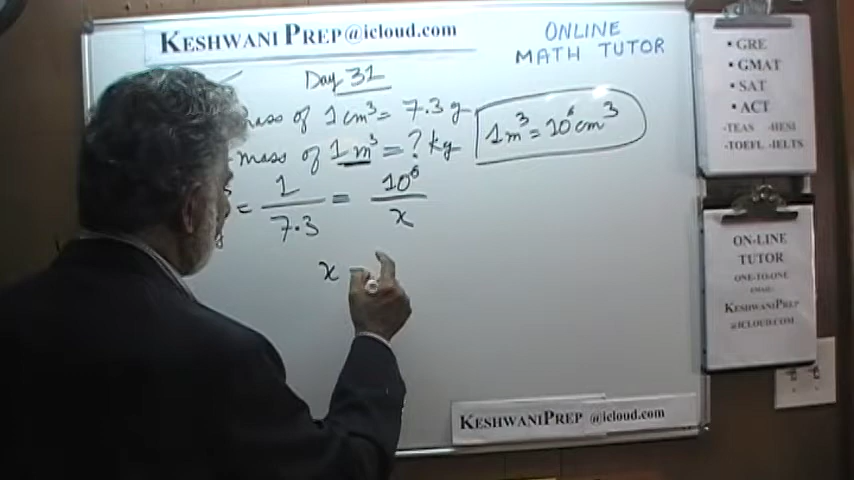 KESHWANI PREP@icloud.com
ONLINE
MATH TUTOR
Day 31
mass of 1 cm³ = 7.3 g
mass of 1 m³ = ? kg
1 m³ = 10⁶ cm³
= 1 / 7.3 = 10⁶ / x
x =
• GRE
• GMAT
• SAT
• ACT
-TEAS -HESI
-TOEFL -IELTS
ON-LINE
TUTOR
ONE-TO-ONE
EMAIL:
KESHWANIPREP
@ICLOUD.COM
KESHWANIPREP @icloud.com